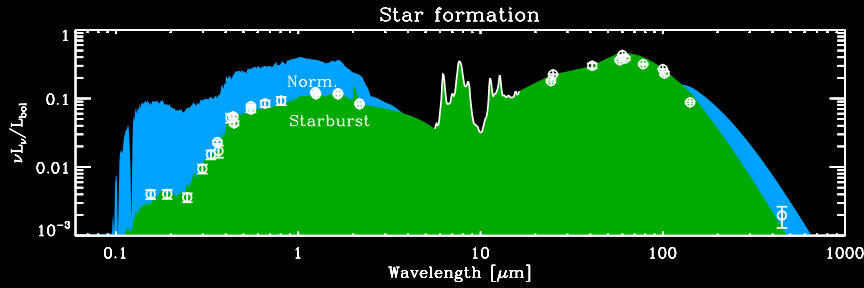 Star formation
1
0.1
0.01
10⁻³
νLν/Lbol
Norm.
Starburst
0.1 1 10 100 1000
Wavelength [μm]